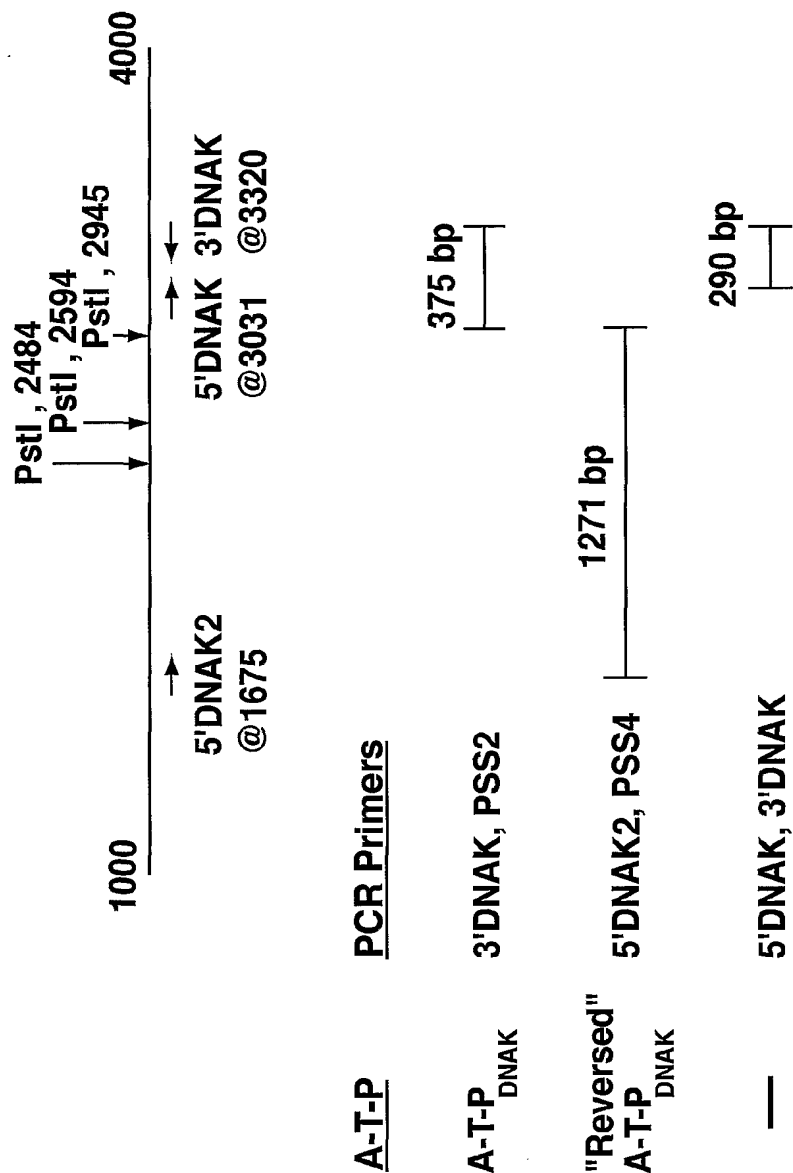 PstI , 2484
PstI , 2594
PstI , 2945
1000
4000
5'DNAK2
@1675
5'DNAK 3'DNAK
@3031 @3320
A-T-P PCR Primers
A-T-P DNAK 3'DNAK, PSS2 375 bp
"Reversed"
A-T-P DNAK 5'DNAK2, PSS4 1271 bp
— 5'DNAK, 3'DNAK 290 bp